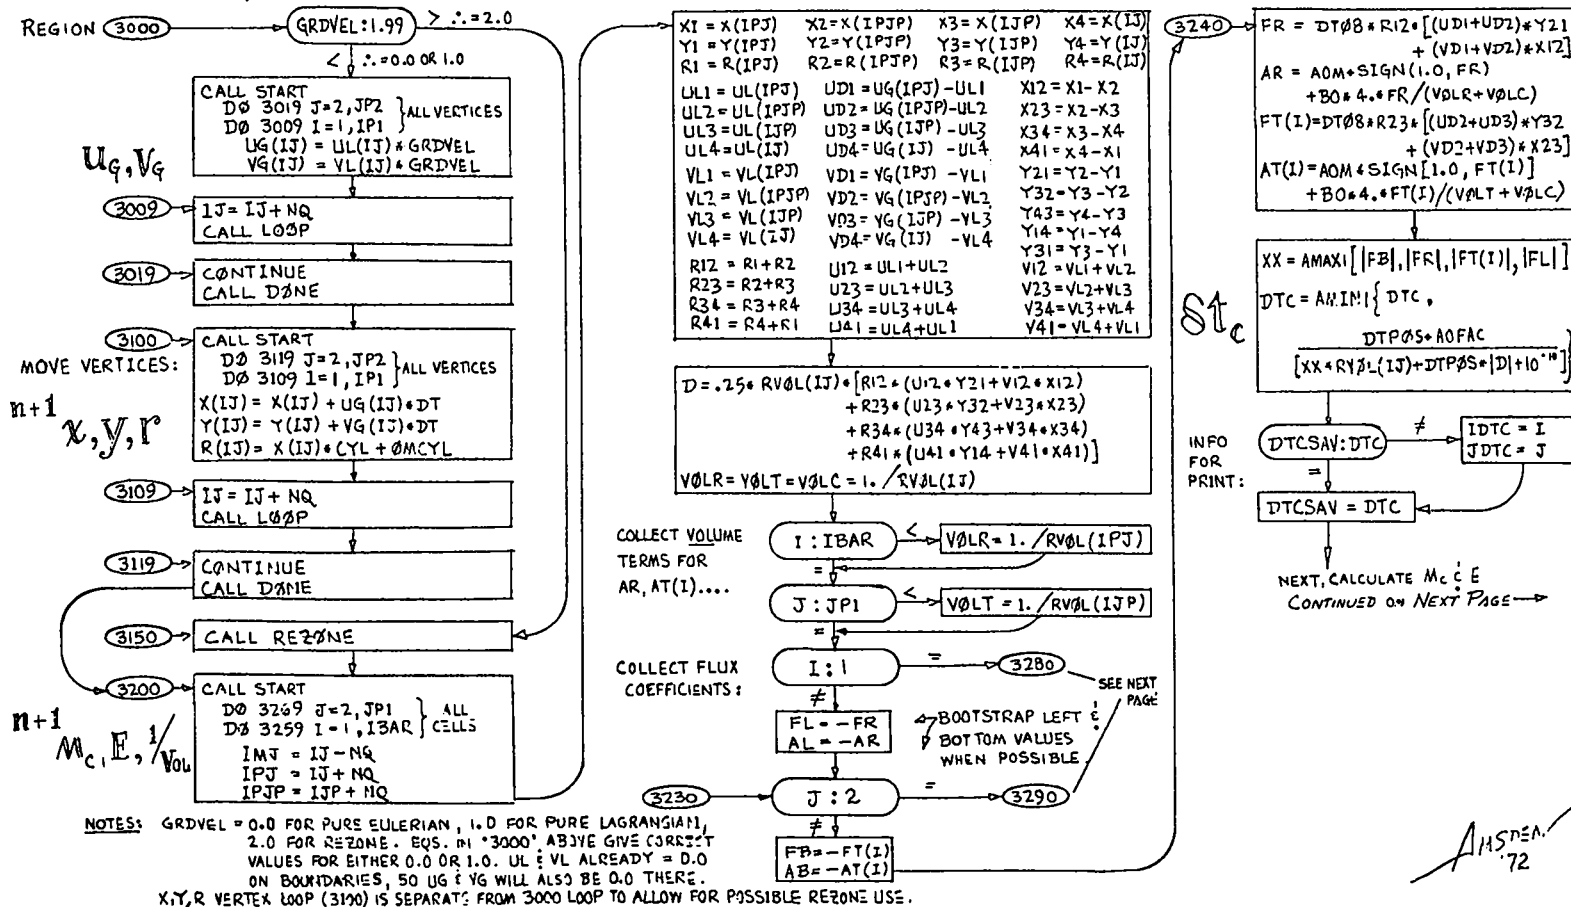 REGION 3000
GRDVEL:1.99
> ∴=2.0
< ∴=0.0 OR 1.0
CALL START
DØ 3019 J=2,JP2
DØ 3009 I=1,IP1
} ALL VERTICES
UG(IJ) = UL(IJ)*GRDVEL
VG(IJ) = VL(IJ)*GRDVEL
UG,VG
3009
IJ=IJ+NQ
CALL LØØP
3019
CØNTINUE
CALL DØNE
3100
MOVE VERTICES:
CALL START
DØ 3119 J=2,JP2
DØ 3109 I=1,IP1
} ALL VERTICES
X(IJ)= X(IJ)+UG(IJ)*DT
Y(IJ)= Y(IJ)+VG(IJ)*DT
R(IJ)= X(IJ)*CYL+ØMCYL
n+1 x,y,r
3109
IJ=IJ+NQ
CALL LØØP
3119
CØNTINUE
CALL DØNE
3150
CALL REZØNE
3200
CALL START
DØ 3269 J=2,JP1
DØ 3259 I=1,IBAR
} ALL CELLS
IMJ = IJ-NQ
IPJ = IJ+NQ
IPJP = IJP+NQ
n+1 Mc,E,1/VOL
NOTES: GRDVEL = 0.0 FOR PURE EULERIAN, 1.0 FOR PURE LAGRANGIAN,
2.0 FOR REZONE. EQS. IN "3000" ABOVE GIVE CORRECT
VALUES FOR EITHER 0.0 OR 1.0. UL & VL ALREADY = 0.0
ON BOUNDARIES, SO UG & VG WILL ALSO BE 0.0 THERE.
X,Y,R VERTEX LOOP (3100) IS SEPARATE FROM 3000 LOOP TO ALLOW FOR POSSIBLE REZONE USE.
X1=X(IPJ) X2=X(IPJP) X3=X(IJP) X4=X(IJ)
Y1=Y(IPJ) Y2=Y(IPJP) Y3=Y(IJP) Y4=Y(IJ)
R1=R(IPJ) R2=R(IPJP) R3=R(IJP) R4=R(IJ)
UL1=UL(IPJ) UD1=UG(IPJ)-UL1 X12=X1-X2
UL2=UL(IPJP) UD2=UG(IPJP)-UL2 X23=X2-X3
UL3=UL(IJP) UD3=UG(IJP)-UL3 X34=X3-X4
UL4=UL(IJ) UD4=UG(IJ)-UL4 X41=X4-X1
VL1=VL(IPJ) VD1=VG(IPJ)-VL1 Y21=Y2-Y1
VL2=VL(IPJP) VD2=VG(IPJP)-VL2 Y32=Y3-Y2
VL3=VL(IJP) VD3=VG(IJP)-VL3 Y43=Y4-Y3
VL4=VL(IJ) VD4=VG(IJ)-VL4 Y14=Y1-Y4
Y31=Y3-Y1
R12=R1+R2 U12=UL1+UL2 V12=VL1+VL2
R23=R2+R3 U23=UL2+UL3 V23=VL2+VL3
R34=R3+R4 U34=UL3+UL4 V34=VL3+VL4
R41=R4+R1 U41=UL4+UL1 V41=VL4+VL1
D=.25*RVØL(IJ)*[R12*(U12*Y21+V12*X12)
+R23*(U23*Y32+V23*X23)
+R34*(U34*Y43+V34*X34)
+R41*(U41*Y14+V41*X41)]
VØLR=VØLT=VØLC=1./RVØL(IJ)
COLLECT VOLUME
TERMS FOR
AR, AT(I)....
I:IBAR
<
VØLR=1./RVØL(IPJ)
=
J:JP1
<
VØLT=1./RVØL(IJP)
=
COLLECT FLUX
COEFFICIENTS:
I:1
=
3280
≠
SEE NEXT
PAGE
FL=-FR
AL=-AR
BOOTSTRAP LEFT &
BOTTOM VALUES
WHEN POSSIBLE.
3230
J:2
=
3290
≠
FB=-FT(I)
AB=-AT(I)
3240
FR = DTØ8*R12*[(UD1+UD2)*Y21
+(VD1+VD2)*X12]
AR = AOM*SIGN(1.0,FR)
+BO*4.*FR/(VØLR+VØLC)
FT(I)=DTØ8*R23*[(UD2+UD3)*Y32
+(VD2+VD3)*X23]
AT(I)=AOM*SIGN[1.0,FT(I)]
+BO*4.*FT(I)/(VØLT+VØLC)
XX=AMAX1[|FB|,|FR|,|FT(I)|,|FL|]
δtc
DTC=AMIN1{DTC,
DTPØS*AOFAC
[XX*RVØL(IJ)+DTPØS*|D|+10⁻¹⁰]}
INFO
FOR
PRINT:
DTCSAV:DTC
≠
IDTC = I
JDTC = J
=
DTCSAV = DTC
NEXT, CALCULATE Mc & E
CONTINUED ON NEXT PAGE
AMSDEN
'72